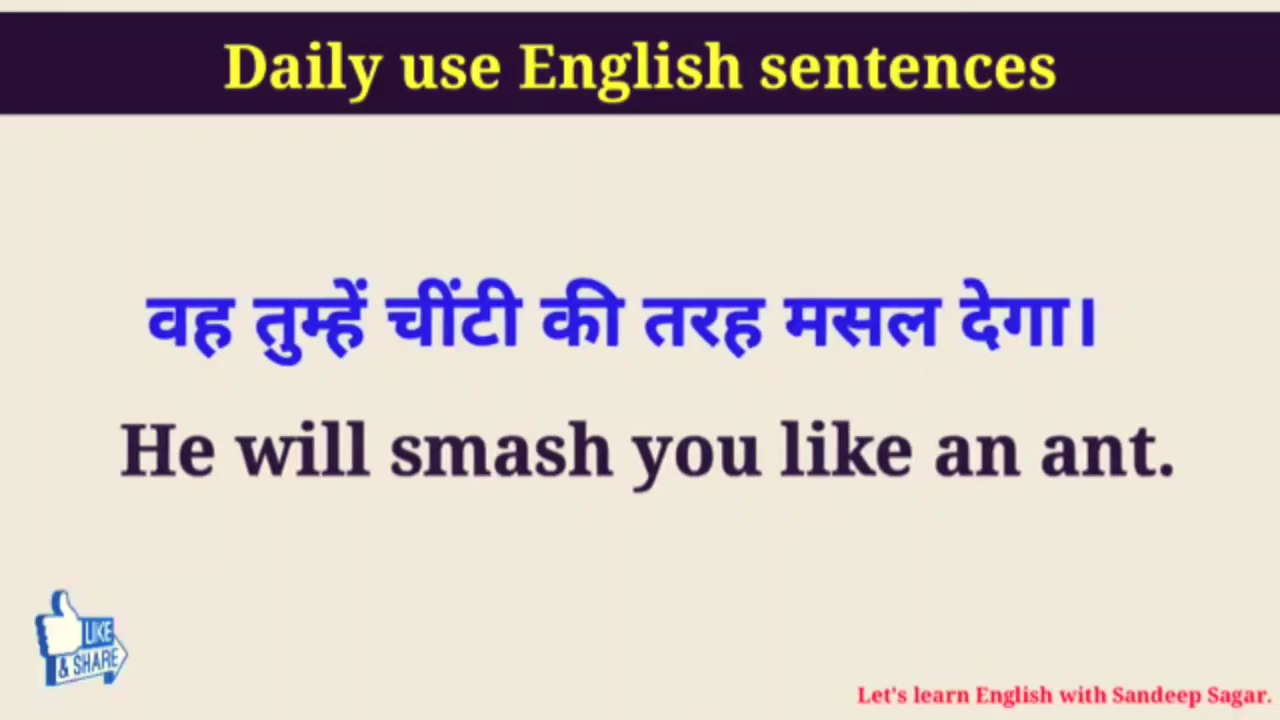 Daily use English sentences
वह तुम्हें चींटी की तरह मसल देगा।
He will smash you like an ant.
LIKE
& SHARE
Let's learn English with Sandeep Sagar.